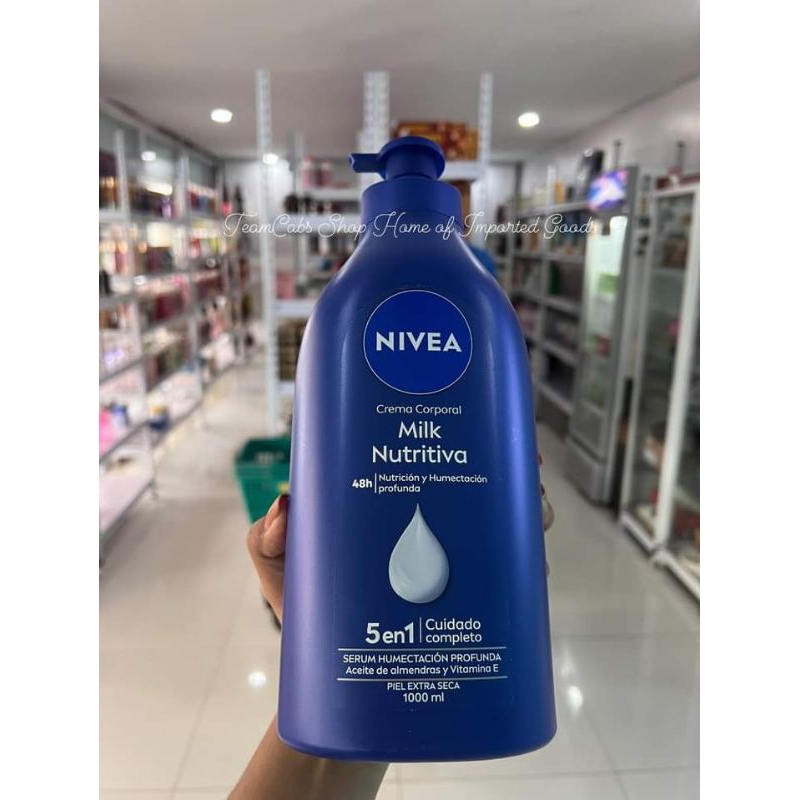 TeamCabs Shop Home of Imported Goods
NIVEA
Crema Corporal
Milk
Nutritiva
48h Nutrición y Humectación
profunda
5en1 Cuidado
completo
SERUM HUMECTACIÓN PROFUNDA
Aceite de almendras y Vitamina E
PIEL EXTRA SECA
1000 ml